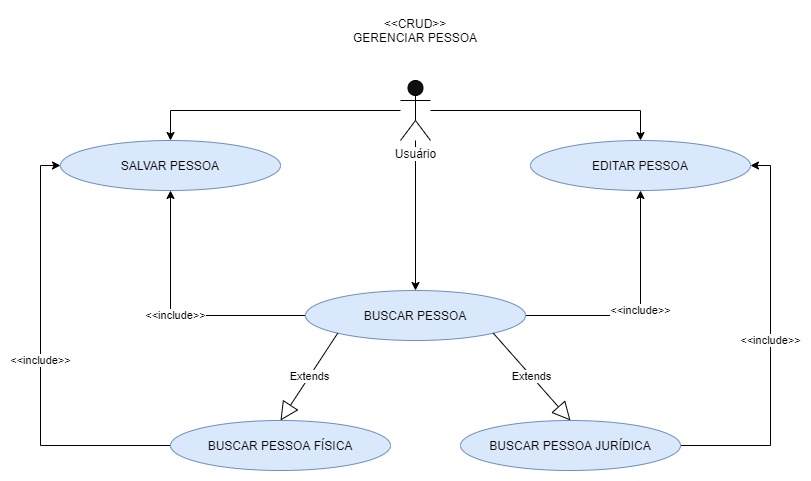 <<CRUD>>
GERENCIAR PESSOA
Usuário
SALVAR PESSOA
EDITAR PESSOA
<<include>>
BUSCAR PESSOA
<<include>>
<<include>>
<<include>>
Extends
Extends
BUSCAR PESSOA FÍSICA
BUSCAR PESSOA JURÍDICA